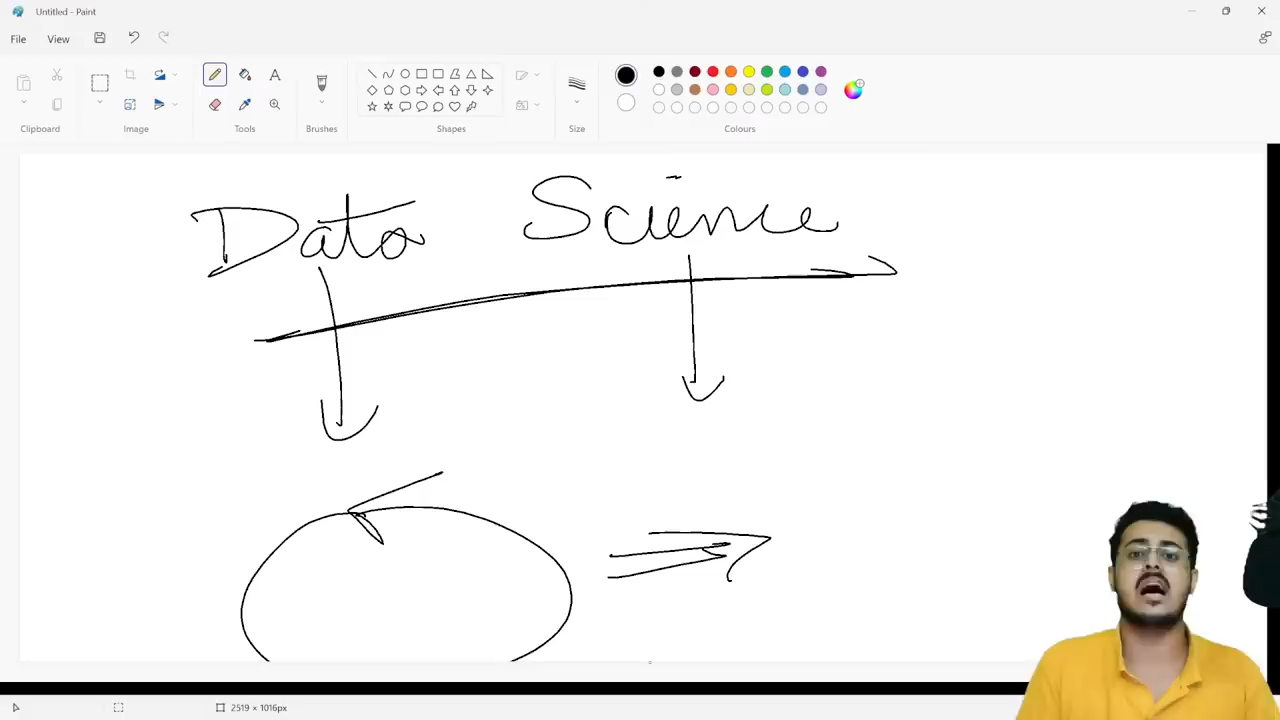 Untitled - Paint
File View
Clipboard Image Tools Brushes Shapes Size Colours
Data Science
2519 × 1016px